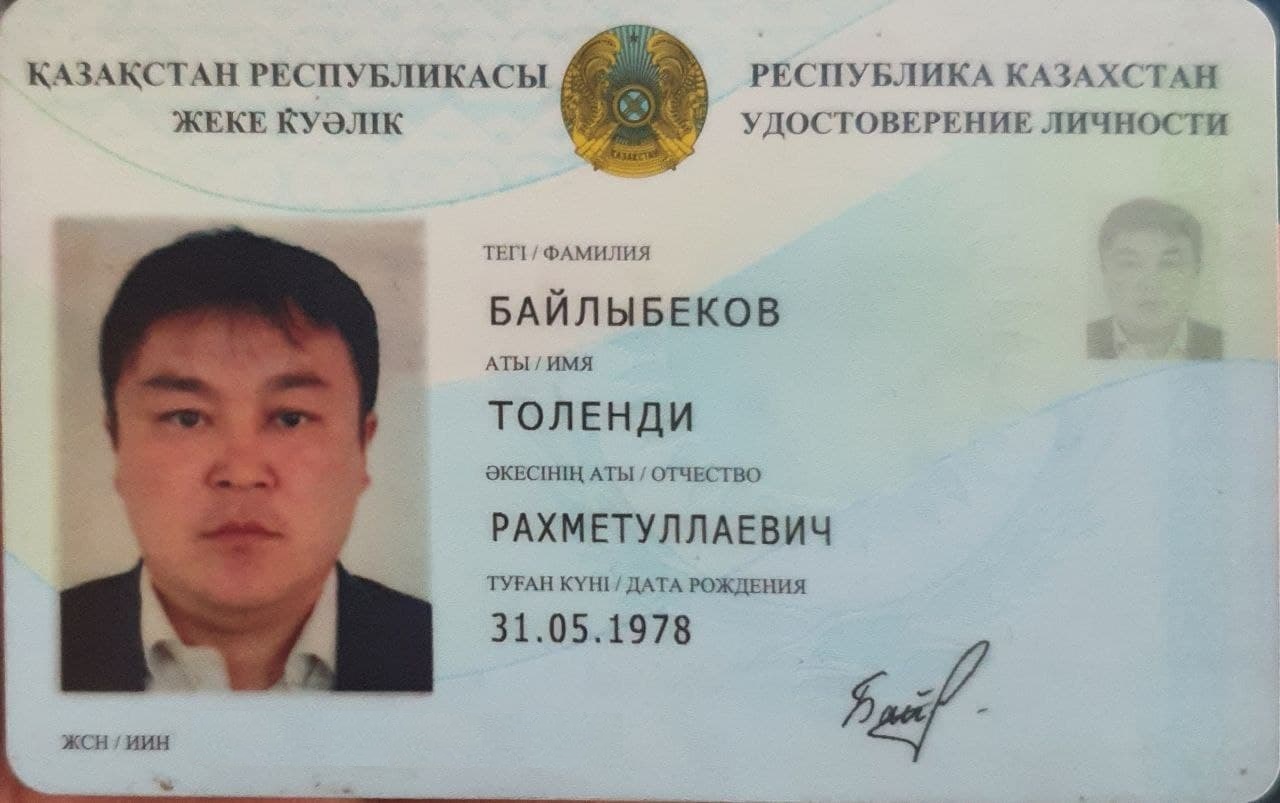 ҚАЗАҚСТАН РЕСПУБЛИКАСЫ
ЖЕКЕ КУӘЛІК
РЕСПУБЛИКА КАЗАХСТАН
УДОСТОВЕРЕНИЕ ЛИЧНОСТИ
ҚАЗАҚСТАН
ТЕГІ / ФАМИЛИЯ
БАЙЛЫБЕКОВ
АТЫ / ИМЯ
ТОЛЕНДИ
ӘКЕСІНІҢ АТЫ / ОТЧЕСТВО
РАХМЕТУЛЛАЕВИЧ
ТУҒАН КҮНІ / ДАТА РОЖДЕНИЯ
31.05.1978
ЖСН / ИИН